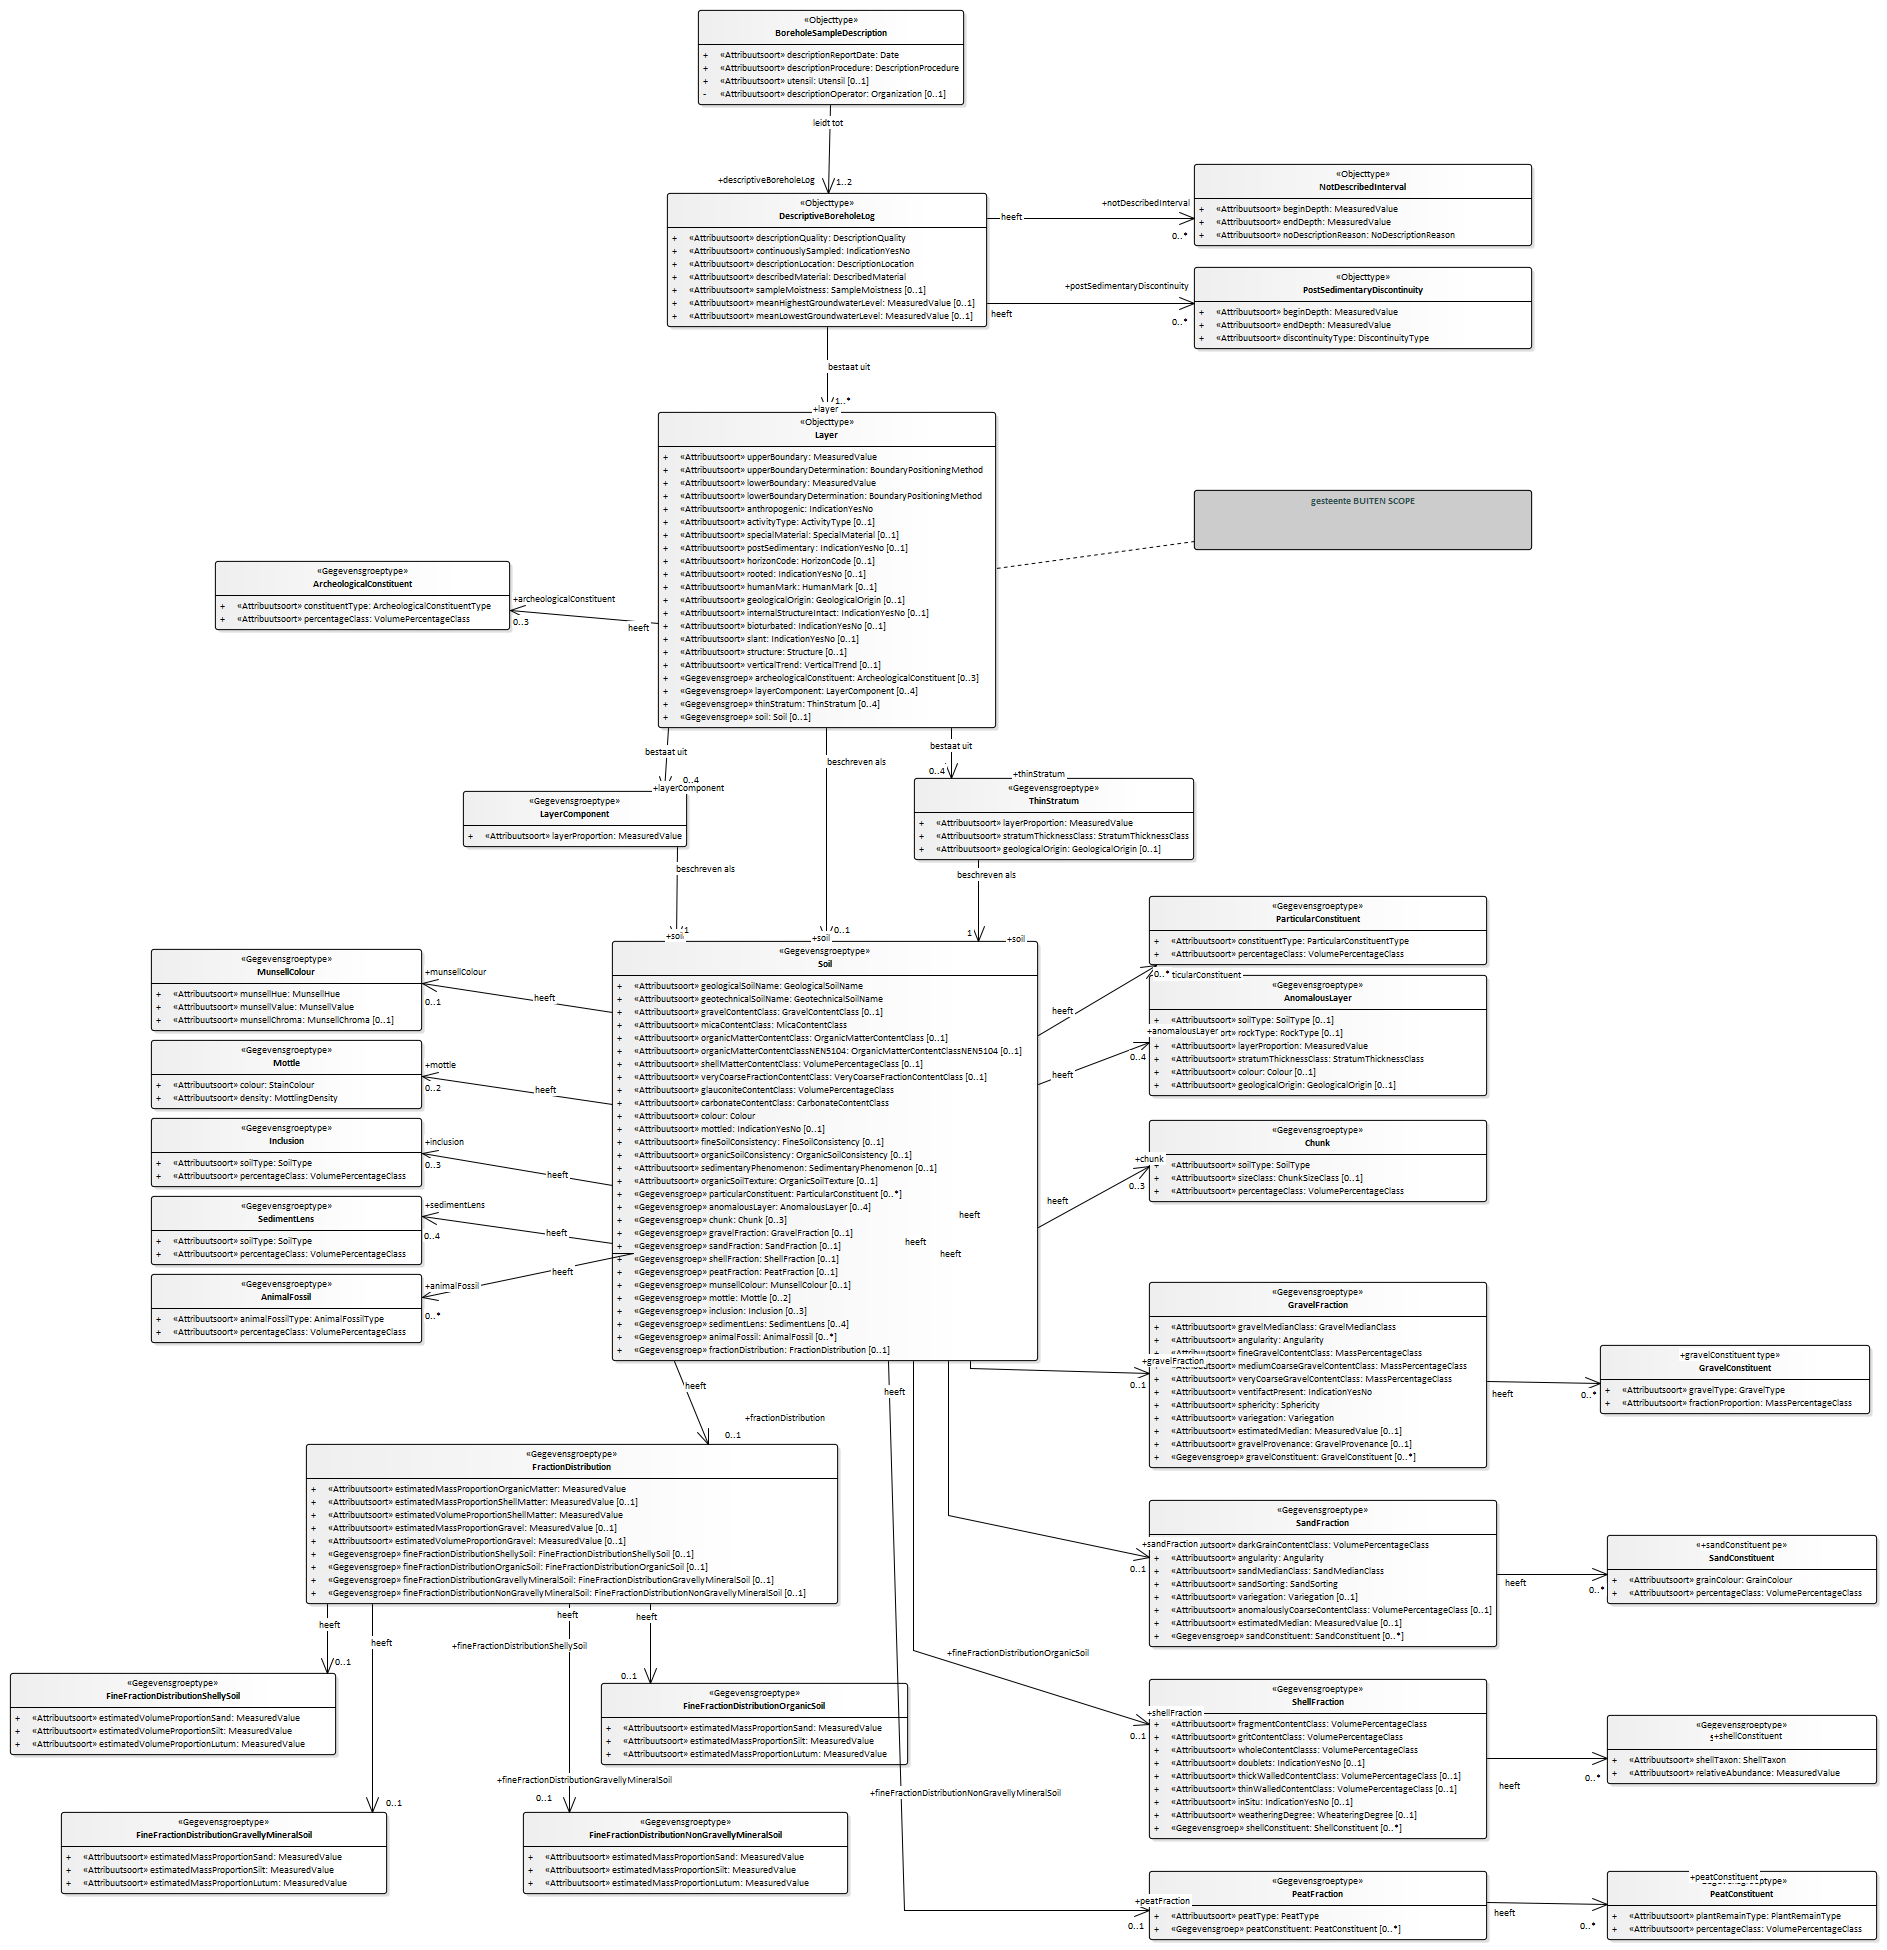 «Objecttype»
BoreholeSampleDescription
+ «Attribuutsoort» descriptionReportDate: Date
+ «Attribuutsoort» descriptionProcedure: DescriptionProcedure
+ «Attribuutsoort» utensil: Utensil [0..1]
- «Attribuutsoort» descriptionOperator: Organization [0..1]
leidt tot
+descriptiveBoreholeLog
1..2
«Objecttype»
DescriptiveBoreholeLog
+ «Attribuutsoort» descriptionQuality: DescriptionQuality
+ «Attribuutsoort» continuouslySampled: IndicationYesNo
+ «Attribuutsoort» descriptionLocation: DescriptionLocation
+ «Attribuutsoort» describedMaterial: DescribedMaterial
+ «Attribuutsoort» sampleMoistness: SampleMoistness [0..1]
+ «Attribuutsoort» meanHighestGroundwaterLevel: MeasuredValue [0..1]
+ «Attribuutsoort» meanLowestGroundwaterLevel: MeasuredValue [0..1]
heeft
+notDescribedInterval
0..*
«Objecttype»
NotDescribedInterval
+ «Attribuutsoort» beginDepth: MeasuredValue
+ «Attribuutsoort» endDepth: MeasuredValue
+ «Attribuutsoort» noDescriptionReason: NoDescriptionReason
heeft
+postSedimentaryDiscontinuity
0..*
«Objecttype»
PostSedimentaryDiscontinuity
+ «Attribuutsoort» beginDepth: MeasuredValue
+ «Attribuutsoort» endDepth: MeasuredValue
+ «Attribuutsoort» discontinuityType: DiscontinuityType
bestaat uit
1..*
+layer
«Objecttype»
Layer
+ «Attribuutsoort» upperBoundary: MeasuredValue
+ «Attribuutsoort» upperBoundaryDetermination: BoundaryPositioningMethod
+ «Attribuutsoort» lowerBoundary: MeasuredValue
+ «Attribuutsoort» lowerBoundaryDetermination: BoundaryPositioningMethod
+ «Attribuutsoort» anthropogenic: IndicationYesNo
+ «Attribuutsoort» activityType: ActivityType [0..1]
+ «Attribuutsoort» specialMaterial: SpecialMaterial [0..1]
+ «Attribuutsoort» postSedimentary: IndicationYesNo [0..1]
+ «Attribuutsoort» horizonCode: HorizonCode [0..1]
+ «Attribuutsoort» rooted: IndicationYesNo [0..1]
+ «Attribuutsoort» humanMark: HumanMark [0..1]
+ «Attribuutsoort» geologicalOrigin: GeologicalOrigin [0..1]
+ «Attribuutsoort» internalStructureIntact: IndicationYesNo [0..1]
+ «Attribuutsoort» bioturbated: IndicationYesNo [0..1]
+ «Attribuutsoort» slant: IndicationYesNo [0..1]
+ «Attribuutsoort» structure: Structure [0..1]
+ «Attribuutsoort» verticalTrend: VerticalTrend [0..1]
+ «Gegevensgroep» archeologicalConstituent: ArcheologicalConstituent [0..3]
+ «Gegevensgroep» layerComponent: LayerComponent [0..4]
+ «Gegevensgroep» thinStratum: ThinStratum [0..4]
+ «Gegevensgroep» soil: Soil [0..1]
gesteente BUITEN SCOPE
«Gegevensgroeptype»
ArcheologicalConstituent
+ «Attribuutsoort» constituentType: ArcheologicalConstituentType
+ «Attribuutsoort» percentageClass: VolumePercentageClass
+archeologicalConstituent
0..3
heeft
bestaat uit
0..4
+layerComponent
«Gegevensgroeptype»
LayerComponent
+ «Attribuutsoort» layerProportion: MeasuredValue
beschreven als
bestaat uit
0..4
+thinStratum
«Gegevensgroeptype»
ThinStratum
+ «Attribuutsoort» layerProportion: MeasuredValue
+ «Attribuutsoort» stratumThicknessClass: StratumThicknessClass
+ «Attribuutsoort» geologicalOrigin: GeologicalOrigin [0..1]
beschreven als
beschreven als
+soil
1
+soil
0..1
1
+soil
«Gegevensgroeptype»
Soil
+ «Attribuutsoort» geologicalSoilName: GeologicalSoilName
+ «Attribuutsoort» geotechnicalSoilName: GeotechnicalSoilName
+ «Attribuutsoort» gravelContentClass: GravelContentClass [0..1]
+ «Attribuutsoort» micaContentClass: MicaContentClass
+ «Attribuutsoort» organicMatterContentClass: OrganicMatterContentClass [0..1]
+ «Attribuutsoort» organicMatterContentClassNEN5104: OrganicMatterContentClassNEN5104 [0..1]
+ «Attribuutsoort» shellMatterContentClass: VolumePercentageClass [0..1]
+ «Attribuutsoort» veryCoarseFractionContentClass: VeryCoarseFractionContentClass [0..1]
+ «Attribuutsoort» glauconiteContentClass: VolumePercentageClass
+ «Attribuutsoort» carbonateContentClass: CarbonateContentClass
+ «Attribuutsoort» colour: Colour
+ «Attribuutsoort» mottled: IndicationYesNo [0..1]
+ «Attribuutsoort» fineSoilConsistency: FineSoilConsistency [0..1]
+ «Attribuutsoort» organicSoilConsistency: OrganicSoilConsistency [0..1]
+ «Attribuutsoort» sedimentaryPhenomenon: SedimentaryPhenomenon [0..1]
+ «Attribuutsoort» organicSoilTexture: OrganicSoilTexture [0..1]
+ «Gegevensgroep» particularConstituent: ParticularConstituent [0..*]
+ «Gegevensgroep» anomalousLayer: AnomalousLayer [0..4]
+ «Gegevensgroep» chunk: Chunk [0..3]
+ «Gegevensgroep» gravelFraction: GravelFraction [0..1]
+ «Gegevensgroep» sandFraction: SandFraction [0..1]
+ «Gegevensgroep» shellFraction: ShellFraction [0..1]
+ «Gegevensgroep» peatFraction: PeatFraction [0..1]
+ «Gegevensgroep» munsellColour: MunsellColour [0..1]
+ «Gegevensgroep» mottle: Mottle [0..2]
+ «Gegevensgroep» inclusion: Inclusion [0..3]
+ «Gegevensgroep» sedimentLens: SedimentLens [0..4]
+ «Gegevensgroep» animalFossil: AnimalFossil [0..*]
+ «Gegevensgroep» fractionDistribution: FractionDistribution [0..1]
heeft
heeft
heeft
«Gegevensgroeptype»
MunsellColour
+ «Attribuutsoort» munsellHue: MunsellHue
+ «Attribuutsoort» munsellValue: MunsellValue
+ «Attribuutsoort» munsellChroma: MunsellChroma [0..1]
+munsellColour
0..1
heeft
«Gegevensgroeptype»
Mottle
+ «Attribuutsoort» colour: StainColour
+ «Attribuutsoort» density: MottlingDensity
+mottle
0..2
heeft
«Gegevensgroeptype»
Inclusion
+ «Attribuutsoort» soilType: SoilType
+ «Attribuutsoort» percentageClass: VolumePercentageClass
+inclusion
0..3
heeft
«Gegevensgroeptype»
SedimentLens
+ «Attribuutsoort» soilType: SoilType
+ «Attribuutsoort» percentageClass: VolumePercentageClass
+sedimentLens
0..4
heeft
«Gegevensgroeptype»
AnimalFossil
+ «Attribuutsoort» animalFossilType: AnimalFossilType
+ «Attribuutsoort» percentageClass: VolumePercentageClass
+animalFossil
0..*
heeft
«Gegevensgroeptype»
ParticularConstituent
+ «Attribuutsoort» constituentType: ParticularConstituentType
+ «Attribuutsoort» percentageClass: VolumePercentageClass
heeft
0..*
ticularConstituent
«Gegevensgroeptype»
AnomalousLayer
+ «Attribuutsoort» soilType: SoilType [0..1]
+anomalousLayer
ort» rockType: RockType [0..1]
+ «Attribuutsoort» layerProportion: MeasuredValue
+ «Attribuutsoort» stratumThicknessClass: StratumThicknessClass
+ «Attribuutsoort» colour: Colour [0..1]
+ «Attribuutsoort» geologicalOrigin: GeologicalOrigin [0..1]
0..4
heeft
«Gegevensgroeptype»
Chunk
+ «Attribuutsoort» soilType: SoilType
+ «Attribuutsoort» sizeClass: ChunkSizeClass [0..1]
+ «Attribuutsoort» percentageClass: VolumePercentageClass
+chunk
0..3
heeft
«Gegevensgroeptype»
GravelFraction
+ «Attribuutsoort» gravelMedianClass: GravelMedianClass
+ «Attribuutsoort» angularity: Angularity
+ «Attribuutsoort» fineGravelContentClass: MassPercentageClass
+gravelFraction
«Attribuutsoort» mediumCoarseGravelContentClass: MassPercentageClass
+ «Attribuutsoort» veryCoarseGravelContentClass: MassPercentageClass
+ «Attribuutsoort» ventifactPresent: IndicationYesNo
+ «Attribuutsoort» sphericity: Sphericity
+ «Attribuutsoort» variegation: Variegation
+ «Attribuutsoort» estimatedMedian: MeasuredValue [0..1]
+ «Attribuutsoort» gravelProvenance: GravelProvenance [0..1]
+ «Gegevensgroep» gravelConstituent: GravelConstituent [0..*]
0..1
heeft
0..*
+gravelConstituent type»
GravelConstituent
+ «Attribuutsoort» gravelType: GravelType
+ «Attribuutsoort» fractionProportion: MassPercentageClass
heeft
+fractionDistribution
0..1
heeft
«Gegevensgroeptype»
FractionDistribution
+ «Attribuutsoort» estimatedMassProportionOrganicMatter: MeasuredValue
+ «Attribuutsoort» estimatedMassProportionShellMatter: MeasuredValue [0..1]
+ «Attribuutsoort» estimatedVolumeProportionShellMatter: MeasuredValue
+ «Attribuutsoort» estimatedMassProportionGravel: MeasuredValue [0..1]
+ «Attribuutsoort» estimatedVolumeProportionGravel: MeasuredValue [0..1]
+ «Gegevensgroep» fineFractionDistributionShellySoil: FineFractionDistributionShellySoil [0..1]
+ «Gegevensgroep» fineFractionDistributionOrganicSoil: FineFractionDistributionOrganicSoil [0..1]
+ «Gegevensgroep» fineFractionDistributionGravellyMineralSoil: FineFractionDistributionGravellyMineralSoil [0..1]
+ «Gegevensgroep» fineFractionDistributionNonGravellyMineralSoil: FineFractionDistributionNonGravellyMineralSoil [0..1]
«Gegevensgroeptype»
SandFraction
+sandFraction
utsoort» darkGrainContentClass: VolumePercentageClass
+ «Attribuutsoort» angularity: Angularity
+ «Attribuutsoort» sandMedianClass: SandMedianClass
+ «Attribuutsoort» sandSorting: SandSorting
+ «Attribuutsoort» variegation: Variegation [0..1]
+ «Attribuutsoort» anomalouslyCoarseContentClass: VolumePercentageClass [0..1]
+ «Attribuutsoort» estimatedMedian: MeasuredValue [0..1]
+ «Gegevensgroep» sandConstituent: SandConstituent [0..*]
0..1
heeft
0..*
«+sandConstituent pe»
SandConstituent
+ «Attribuutsoort» grainColour: GrainColour
+ «Attribuutsoort» percentageClass: VolumePercentageClass
heeft
heeft
heeft
heeft
+fineFractionDistributionShellySoil
+fineFractionDistributionOrganicSoil
0..1
0..1
«Gegevensgroeptype»
FineFractionDistributionShellySoil
+ «Attribuutsoort» estimatedVolumeProportionSand: MeasuredValue
+ «Attribuutsoort» estimatedVolumeProportionSilt: MeasuredValue
+ «Attribuutsoort» estimatedVolumeProportionLutum: MeasuredValue
«Gegevensgroeptype»
FineFractionDistributionOrganicSoil
+ «Attribuutsoort» estimatedMassProportionSand: MeasuredValue
+ «Attribuutsoort» estimatedMassProportionSilt: MeasuredValue
+ «Attribuutsoort» estimatedMassProportionLutum: MeasuredValue
«Gegevensgroeptype»
ShellFraction
+shellFraction
+ «Attribuutsoort» fragmentContentClass: VolumePercentageClass
+ «Attribuutsoort» gritContentClass: VolumePercentageClass
+ «Attribuutsoort» wholeContentClasss: VolumePercentageClass
+ «Attribuutsoort» doublets: IndicationYesNo [0..1]
+ «Attribuutsoort» thickWalledContentClass: VolumePercentageClass [0..1]
+ «Attribuutsoort» thinWalledContentClass: VolumePercentageClass [0..1]
+ «Attribuutsoort» inSitu: IndicationYesNo [0..1]
+ «Attribuutsoort» weatheringDegree: WheateringDegree [0..1]
+ «Gegevensgroep» shellConstituent: ShellConstituent [0..*]
0..1
heeft
0..*
«Gegevensgroeptype»
+shellConstituent
+ «Attribuutsoort» shellTaxon: ShellTaxon
+ «Attribuutsoort» relativeAbundance: MeasuredValue
+fineFractionDistributionGravellyMineralSoil
+fineFractionDistributionNonGravellyMineralSoil
0..1
0..1
«Gegevensgroeptype»
FineFractionDistributionGravellyMineralSoil
+ «Attribuutsoort» estimatedMassProportionSand: MeasuredValue
+ «Attribuutsoort» estimatedMassProportionSilt: MeasuredValue
+ «Attribuutsoort» estimatedMassProportionLutum: MeasuredValue
«Gegevensgroeptype»
FineFractionDistributionNonGravellyMineralSoil
+ «Attribuutsoort» estimatedMassProportionSand: MeasuredValue
+ «Attribuutsoort» estimatedMassProportionSilt: MeasuredValue
+ «Attribuutsoort» estimatedMassProportionLutum: MeasuredValue
«Gegevensgroeptype»
PeatFraction
+peatFraction
+ «Attribuutsoort» peatType: PeatType
+ «Gegevensgroep» peatConstituent: PeatConstituent [0..*]
0..1
heeft
0..*
+peatConstituent
PeatConstituent
+ «Attribuutsoort» plantRemainType: PlantRemainType
+ «Attribuutsoort» percentageClass: VolumePercentageClass